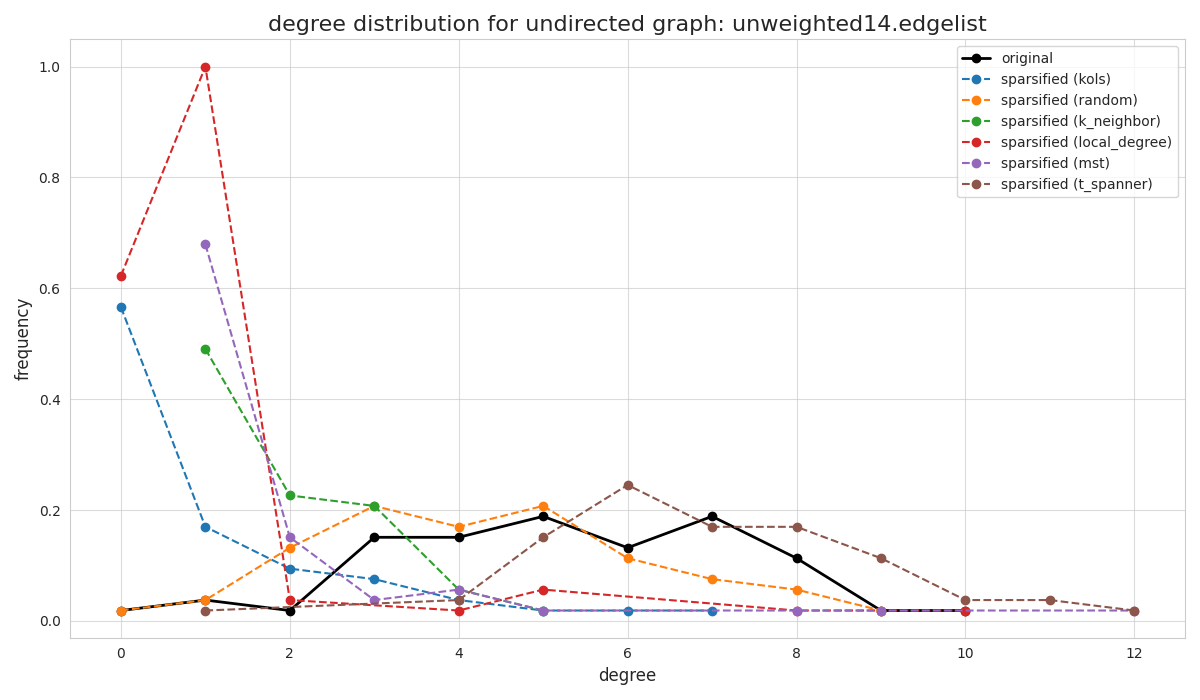 degree distribution for undirected graph: unweighted14.edgelist
original
sparsified (kols)
sparsified (random)
sparsified (k_neighbor)
sparsified (local_degree)
sparsified (mst)
sparsified (t_spanner)
1.0
0.8
0.6
0.4
0.2
0.0
frequency
0 2 4 6 8 10 12
degree